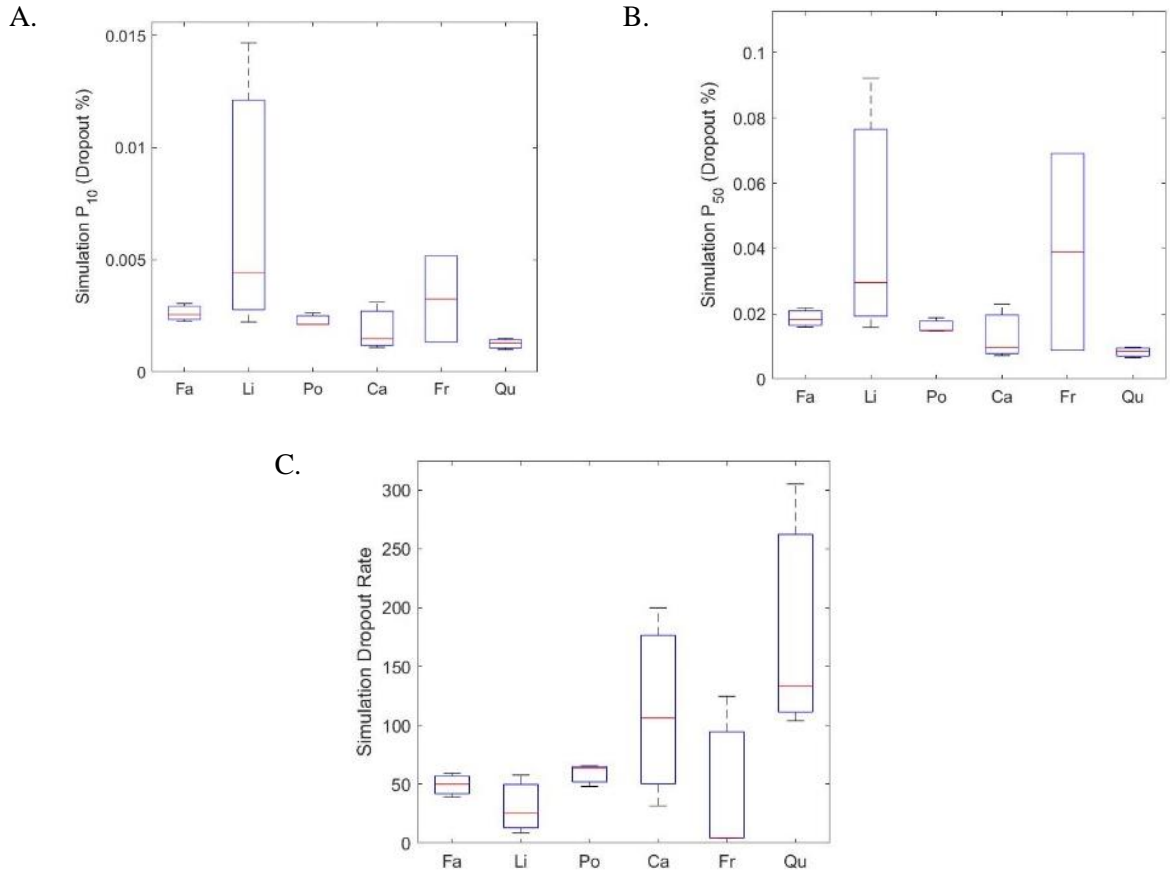 A.
Simulation P10 (Dropout %)
0.015
0.01
0.005
0
Fa Li Po Ca Fr Qu
B.
Simulation P50 (Dropout %)
0.1
0.08
0.06
0.04
0.02
0
Fa Li Po Ca Fr Qu
C.
Simulation Dropout Rate
300
250
200
150
100
50
0
Fa Li Po Ca Fr Qu